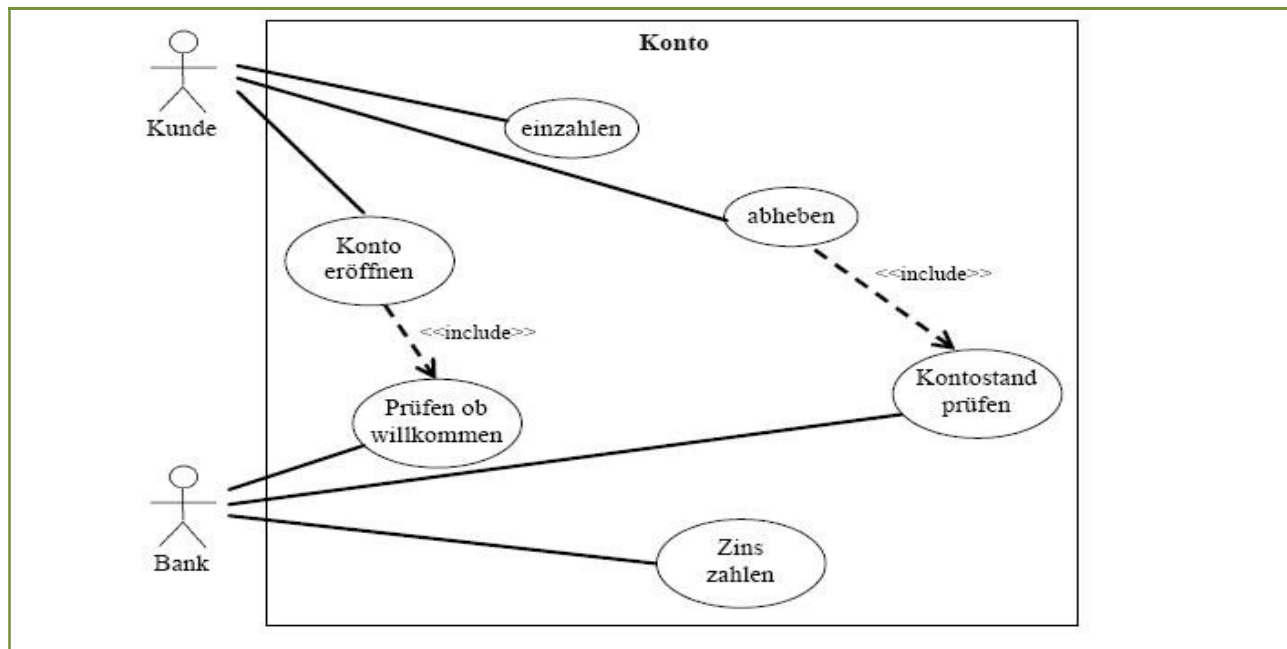 Konto
Kunde
einzahlen
abheben
Konto
eröffnen
<<include>>
<<include>>
Kontostand
prüfen
Prüfen ob
willkommen
Bank
Zins
zahlen